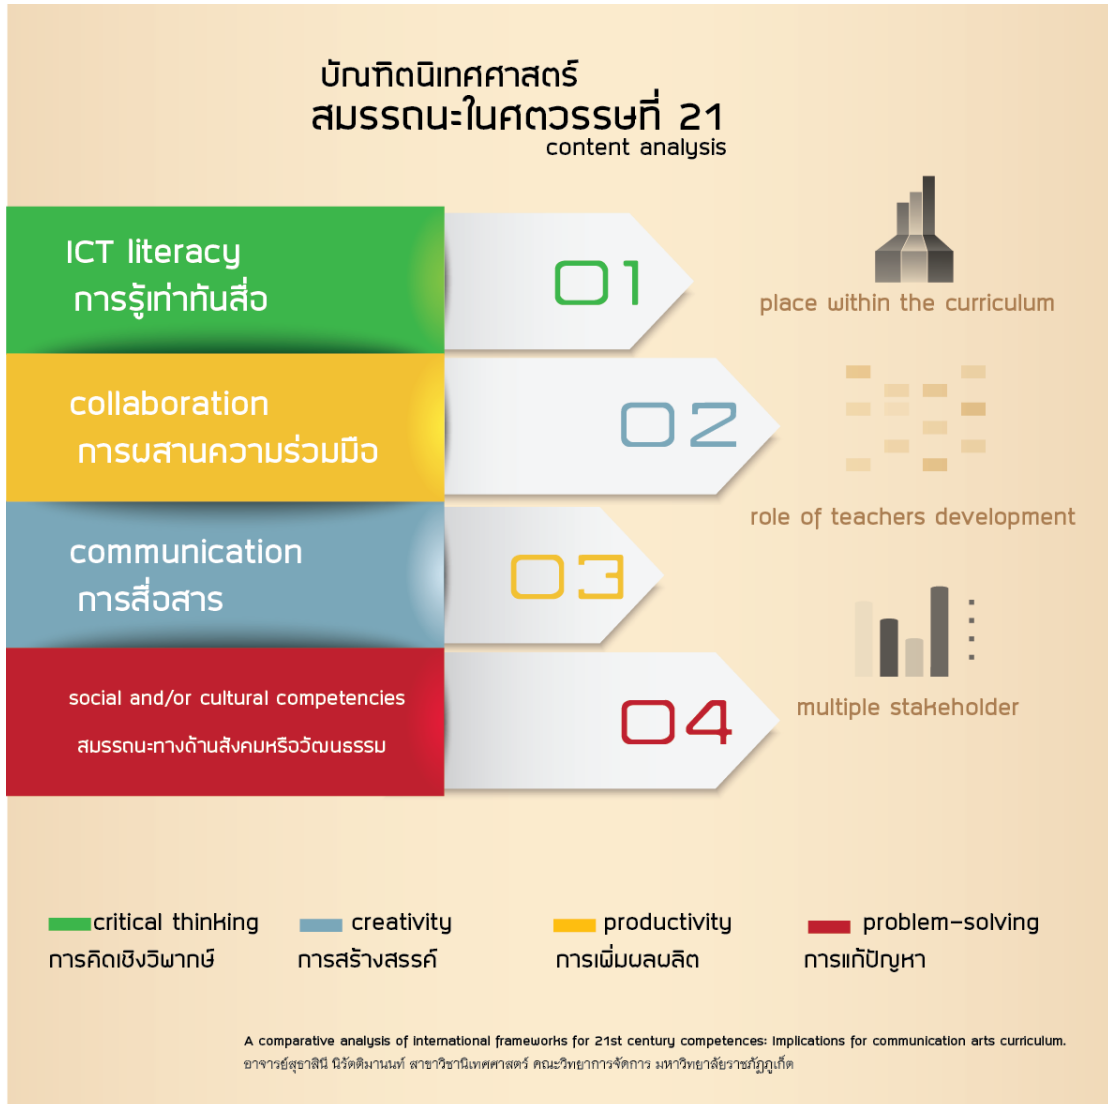 บัณฑิตนิเทศศาสตร์
สมรรถนะในศตวรรษที่ 21
content analysis
ICT literacy
การรู้เท่าทันสื่อ
01
place within the curriculum
collaboration
การผสานความร่วมมือ
02
role of teachers development
communication
การสื่อสาร
03
multiple stakeholder
social and/or cultural competencies
สมรรถนะทางด้านสังคมหรือวัฒนธรรม
04
critical thinking
การคิดเชิงวิพากษ์
creativity
การสร้างสรรค์
productivity
การเพิ่มผลผลิต
problem-solving
การแก้ปัญหา
A comparative analysis of international frameworks for 21st century competences: Implications for communication arts curriculum.
อาจารย์สุธาสินี นิรัตติมานนท์ สาขาวิชานิเทศศาสตร์ คณะวิทยาการจัดการ มหาวิทยาลัยราชภัฏภูเก็ต